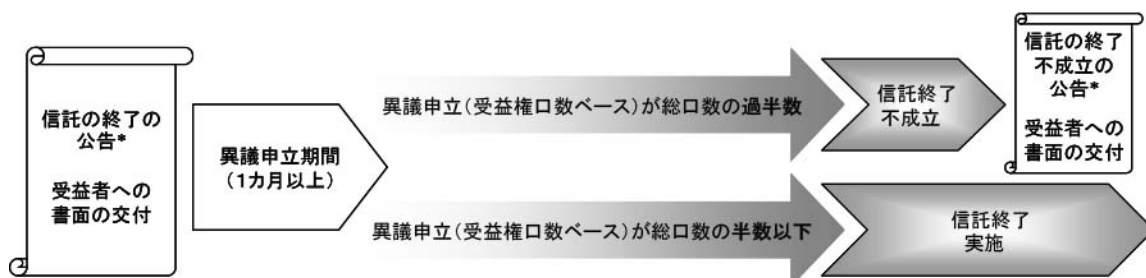 信託の終了の
公告*
受益者への
書面の交付
異議申立期間
（1カ月以上）
異議申立（受益権口数ベース）が総口数の過半数
信託終了
不成立
信託の終了
不成立の
公告*
受益者への
書面の交付
異議申立（受益権口数ベース）が総口数の半数以下
信託終了
実施